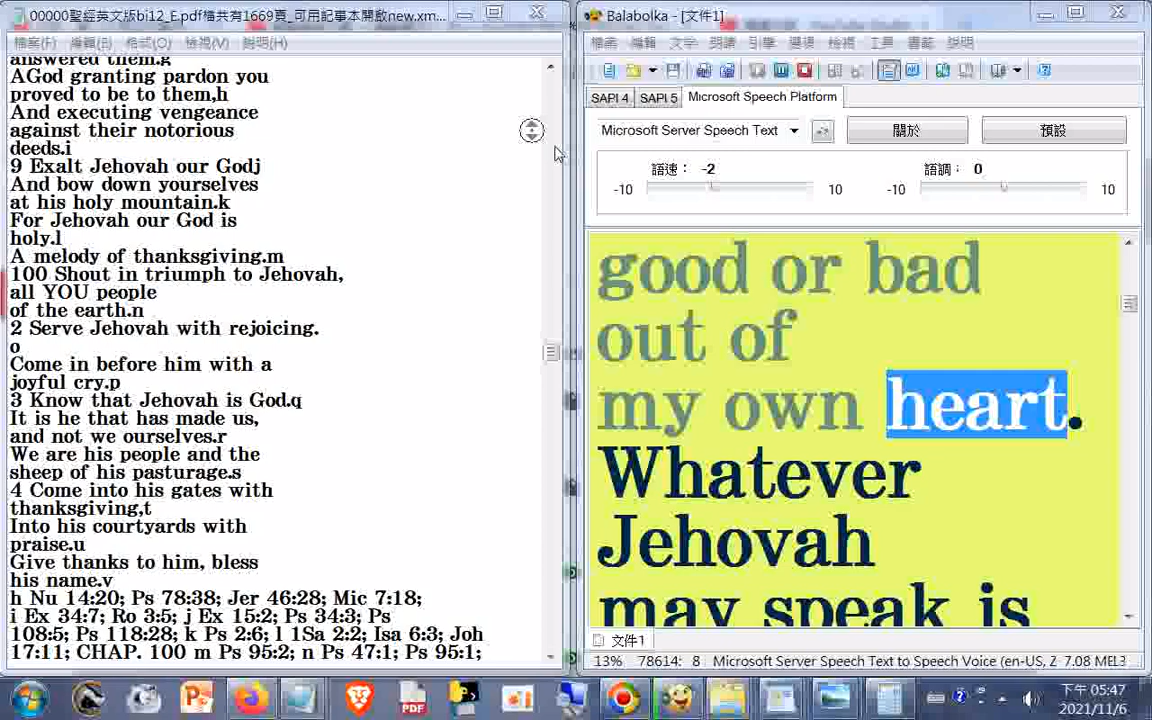 00000聖經英文版bi12_E.pdf檔共有1669頁_可用記事本開啟new.xm...
檔案(F) 編輯(E) 格式(O) 檢視(V) 說明(H)
answered them.g
AGod granting pardon you
proved to be to them,h
And executing vengeance
against their notorious
deeds.i
9 Exalt Jehovah our Godj
And bow down yourselves
at his holy mountain.k
For Jehovah our God is
holy.l
A melody of thanksgiving.m
100 Shout in triumph to Jehovah,
all YOU people
of the earth.n
2 Serve Jehovah with rejoicing.
o
Come in before him with a
joyful cry.p
3 Know that Jehovah is God.q
It is he that has made us,
and not we ourselves.r
We are his people and the
sheep of his pasturage.s
4 Come into his gates with
thanksgiving,t
Into his courtyards with
praise.u
Give thanks to him, bless
his name.v
h Nu 14:20; Ps 78:38; Jer 46:28; Mic 7:18;
i Ex 34:7; Ro 3:5; j Ex 15:2; Ps 34:3; Ps
108:5; Ps 118:28; k Ps 2:6; l 1Sa 2:2; Isa 6:3; Joh
17:11; CHAP. 100 m Ps 95:2; n Ps 47:1; Ps 95:1;
Balabolka - [文件1]
檔案 編輯 文字 朗讀 引擎 選項 檢視 工具 書籤 說明
SAPI 4 SAPI 5 Microsoft Speech Platform
Microsoft Server Speech Text 關於 預設
語速： -2 語調： 0
-10 10 -10 10
good or bad
out of
my own heart.
Whatever
Jehovah
may speak is
文件1
13% 78614: 8 Microsoft Server Speech Text to Speech Voice (en-US, Z 7.08 MEL3
PDF
下午 05:47
2021/11/6